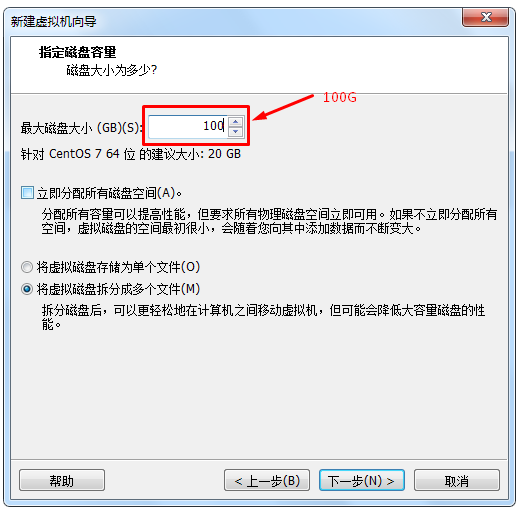 新建虚拟机向导
指定磁盘容量
磁盘大小为多少?
100G
最大磁盘大小 (GB)(S): 100
针对 CentOS 7 64 位 的建议大小: 20 GB
立即分配所有磁盘空间(A)。
分配所有容量可以提高性能，但要求所有物理磁盘空间立即可用。如果不立即分配所有
空间，虚拟磁盘的空间最初很小，会随着您向其中添加数据而不断变大。
将虚拟磁盘存储为单个文件(O)
将虚拟磁盘拆分成多个文件(M)
拆分磁盘后，可以更轻松地在计算机之间移动虚拟机，但可能会降低大容量磁盘的性
能。
帮助 < 上一步(B) 下一步(N) > 取消